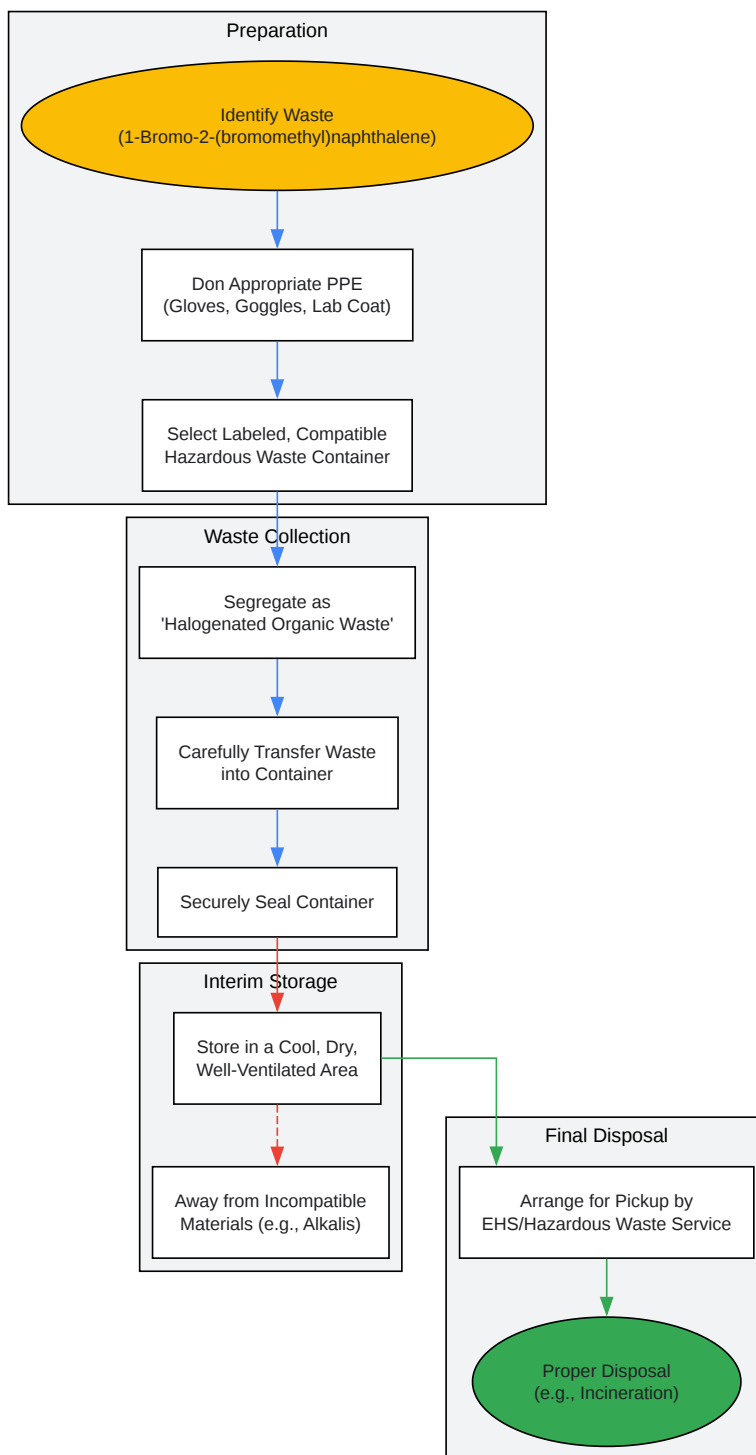 Preparation
Identify Waste
(1-Bromo-2-(bromomethyl)naphthalene)
Don Appropriate PPE
(Gloves, Goggles, Lab Coat)
Select Labeled, Compatible
Hazardous Waste Container
Waste Collection
Segregate as
'Halogenated Organic Waste'
Carefully Transfer Waste
into Container
Securely Seal Container
Interim Storage
Store in a Cool, Dry,
Well-Ventilated Area
Away from Incompatible
Materials (e.g., Alkalis)
Final Disposal
Arrange for Pickup by
EHS/Hazardous Waste Service
Proper Disposal
(e.g., Incineration)